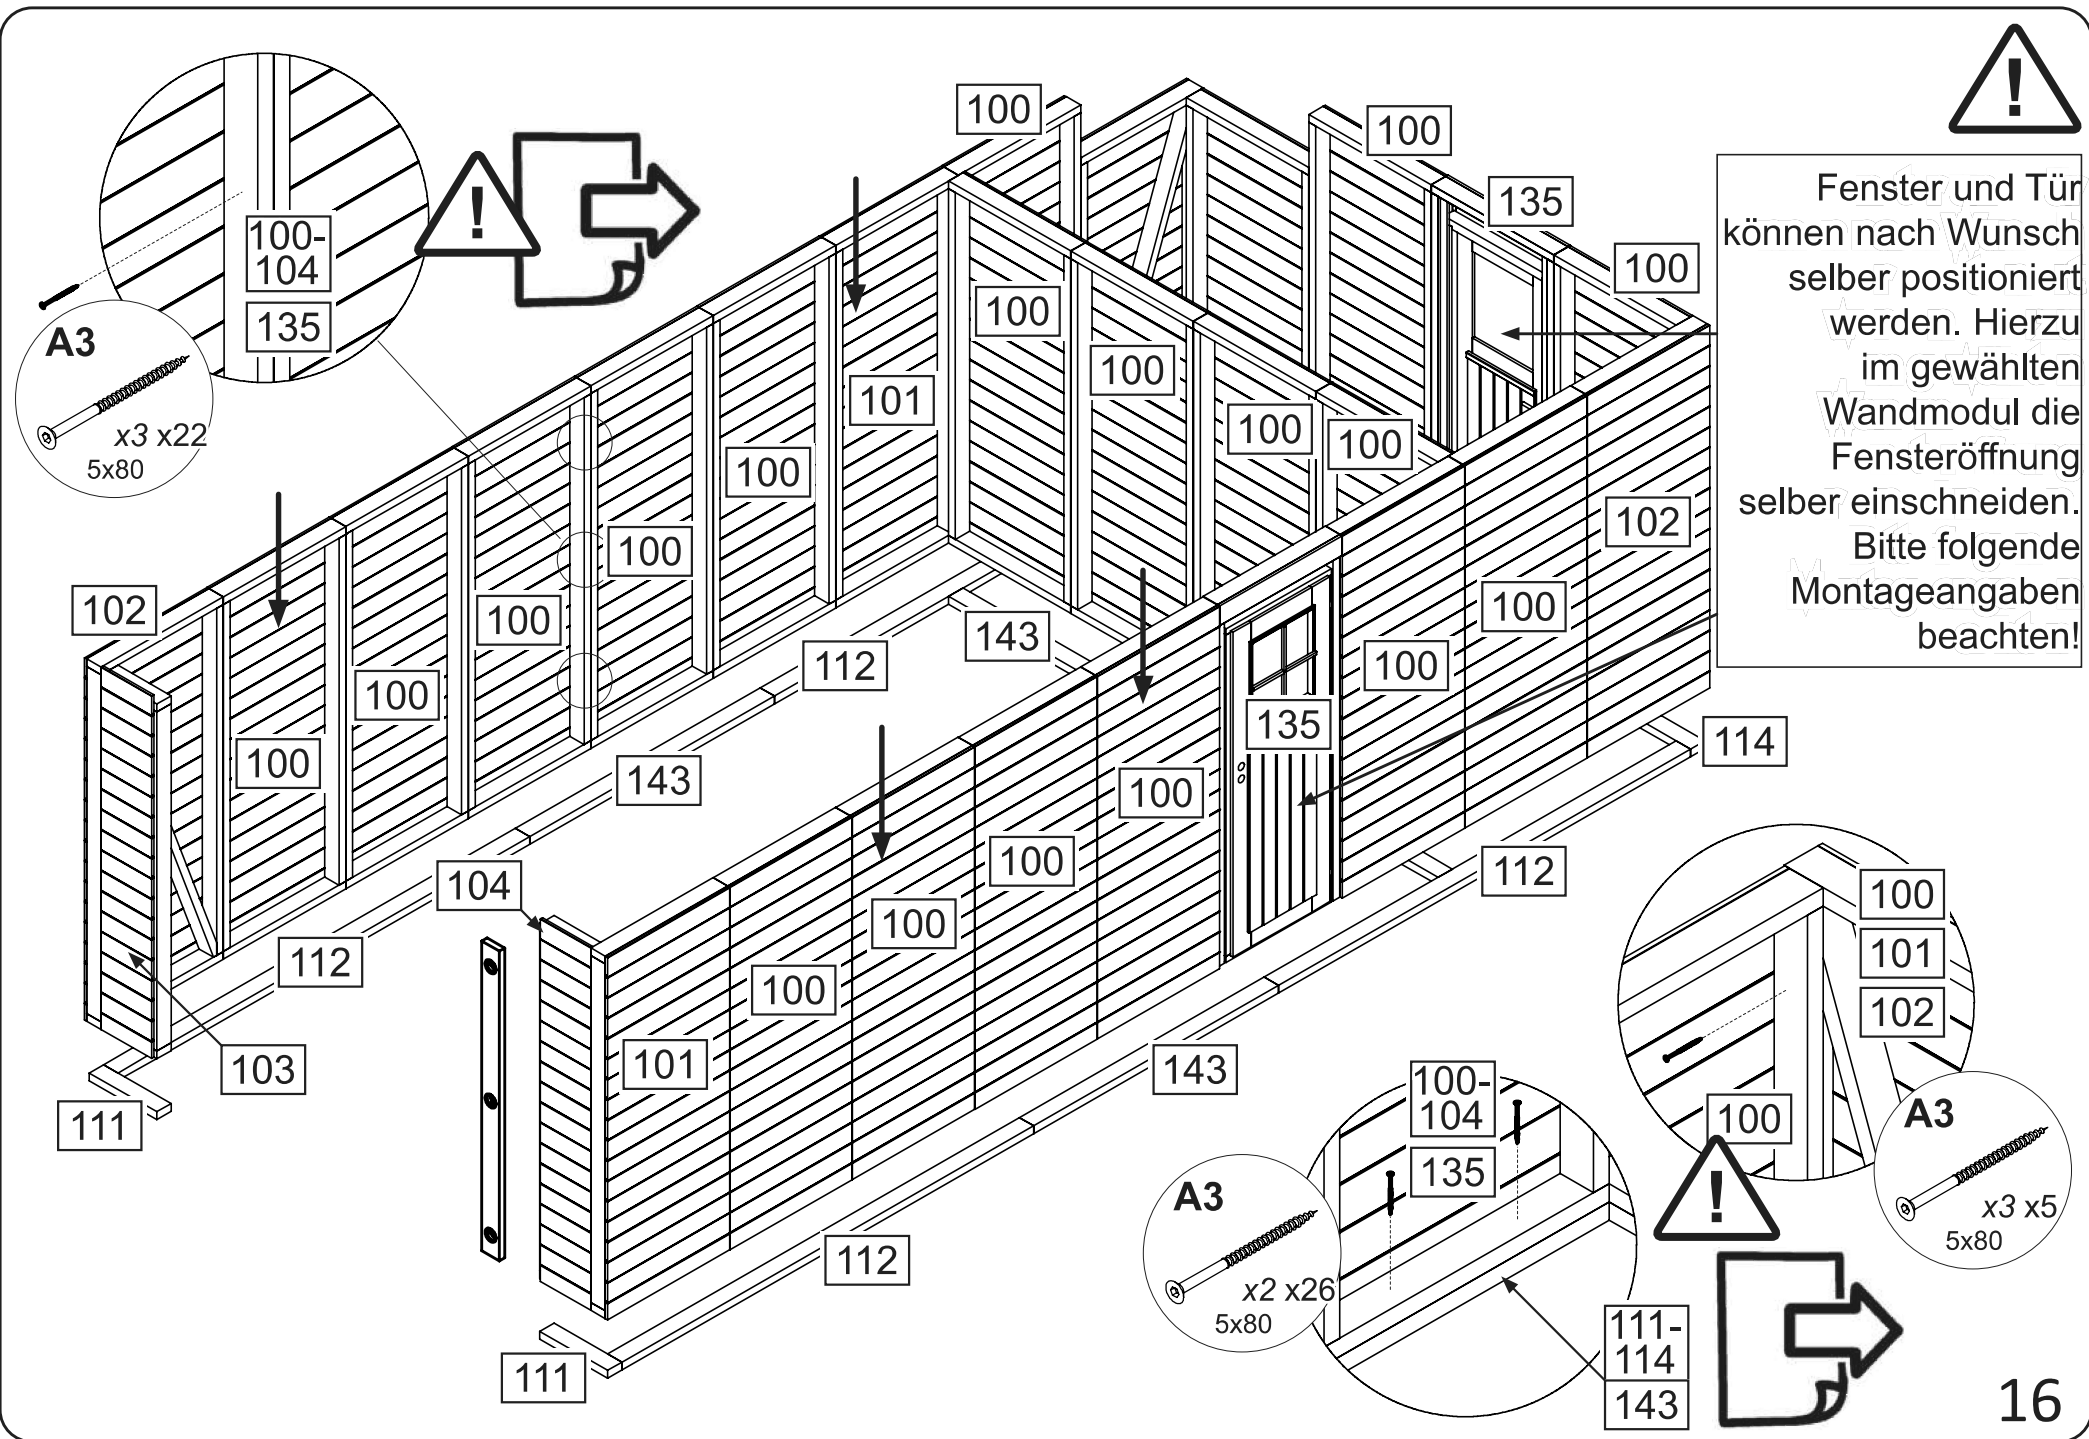 100
100
135
100
Fenster und Tür
können nach Wunsch
selber positioniert
werden. Hierzu
im gewählten
Wandmodul die
Fensteröffnung
selber einschneiden.
Bitte folgende
Montageangaben
beachten!
100-
104
135
A3
x3 x22
5x80
100
100
100
100
101
100
100
100
100
100
102
102
100
100
100
143
112
143
112
104
103
111
135
100
100
100
100
101
102
114
112
143
112
111
100
101
102
100
A3
x3 x5
5x80
100-
104
135
A3
x2 x26
5x80
111-
114
143
16